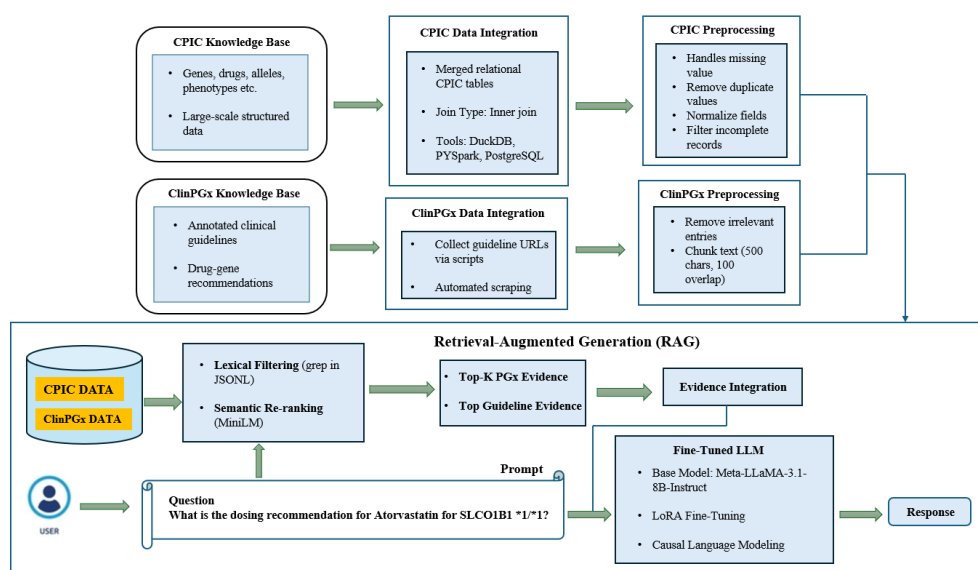 CPIC Knowledge Base
• Genes, drugs, alleles,
phenotypes etc.
• Large-scale structured
data
CPIC Data Integration
• Merged relational
CPIC tables
• Join Type: Inner join
• Tools: DuckDB,
PYSpark, PostgreSQL
CPIC Preprocessing
• Handles missing
value
• Remove duplicate
values
• Normalize fields
• Filter incomplete
records
ClinPGx Knowledge Base
• Annotated clinical
guidelines
• Drug-gene
recommendations
ClinPGx Data Integration
• Collect guideline URLs
via scripts
• Automated scraping
ClinPGx Preprocessing
• Remove irrelevant
entries
• Chunk text (500
chars, 100
overlap)
Retrieval-Augmented Generation (RAG)
CPIC DATA
ClinPGx DATA
• Lexical Filtering (grep in
JSONL)
• Semantic Re-ranking
(MiniLM)
• Top-K PGx Evidence
• Top Guideline Evidence
Evidence Integration
USER
Prompt
Question
What is the dosing recommendation for Atorvastatin for SLCO1B1 *1/*1?
Fine-Tuned LLM
• Base Model: Meta-LLaMA-3.1-
8B-Instruct
• LoRA Fine-Tuning
• Causal Language Modeling
Response